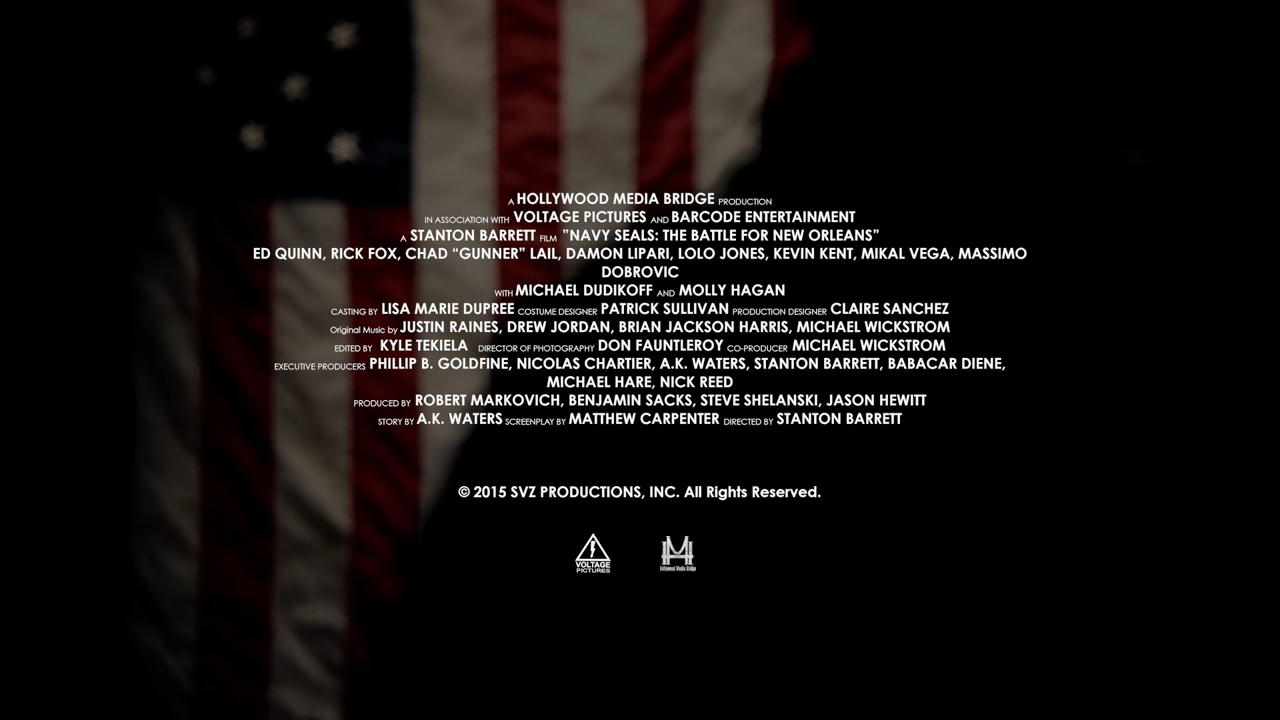 A HOLLYWOOD MEDIA BRIDGE PRODUCTION
IN ASSOCIATION WITH VOLTAGE PICTURES AND BARCODE ENTERTAINMENT
A STANTON BARRETT FILM ”NAVY SEALS: THE BATTLE FOR NEW ORLEANS”
ED QUINN, RICK FOX, CHAD “GUNNER” LAIL, DAMON LIPARI, LOLO JONES, KEVIN KENT, MIKAL VEGA, MASSIMO
DOBROVIC
WITH MICHAEL DUDIKOFF AND MOLLY HAGAN
CASTING BY LISA MARIE DUPREE COSTUME DESIGNER PATRICK SULLIVAN PRODUCTION DESIGNER CLAIRE SANCHEZ
Original Music by JUSTIN RAINES, DREW JORDAN, BRIAN JACKSON HARRIS, MICHAEL WICKSTROM
EDITED BY KYLE TEKIELA DIRECTOR OF PHOTOGRAPHY DON FAUNTLEROY CO-PRODUCER MICHAEL WICKSTROM
EXECUTIVE PRODUCERS PHILLIP B. GOLDFINE, NICOLAS CHARTIER, A.K. WATERS, STANTON BARRETT, BABACAR DIENE,
MICHAEL HARE, NICK REED
PRODUCED BY ROBERT MARKOVICH, BENJAMIN SACKS, STEVE SHELANSKI, JASON HEWITT
STORY BY A.K. WATERS SCREENPLAY BY MATTHEW CARPENTER DIRECTED BY STANTON BARRETT
© 2015 SVZ PRODUCTIONS, INC. All Rights Reserved.
VOLTAGE
PICTURES
Hollywood Media Bridge